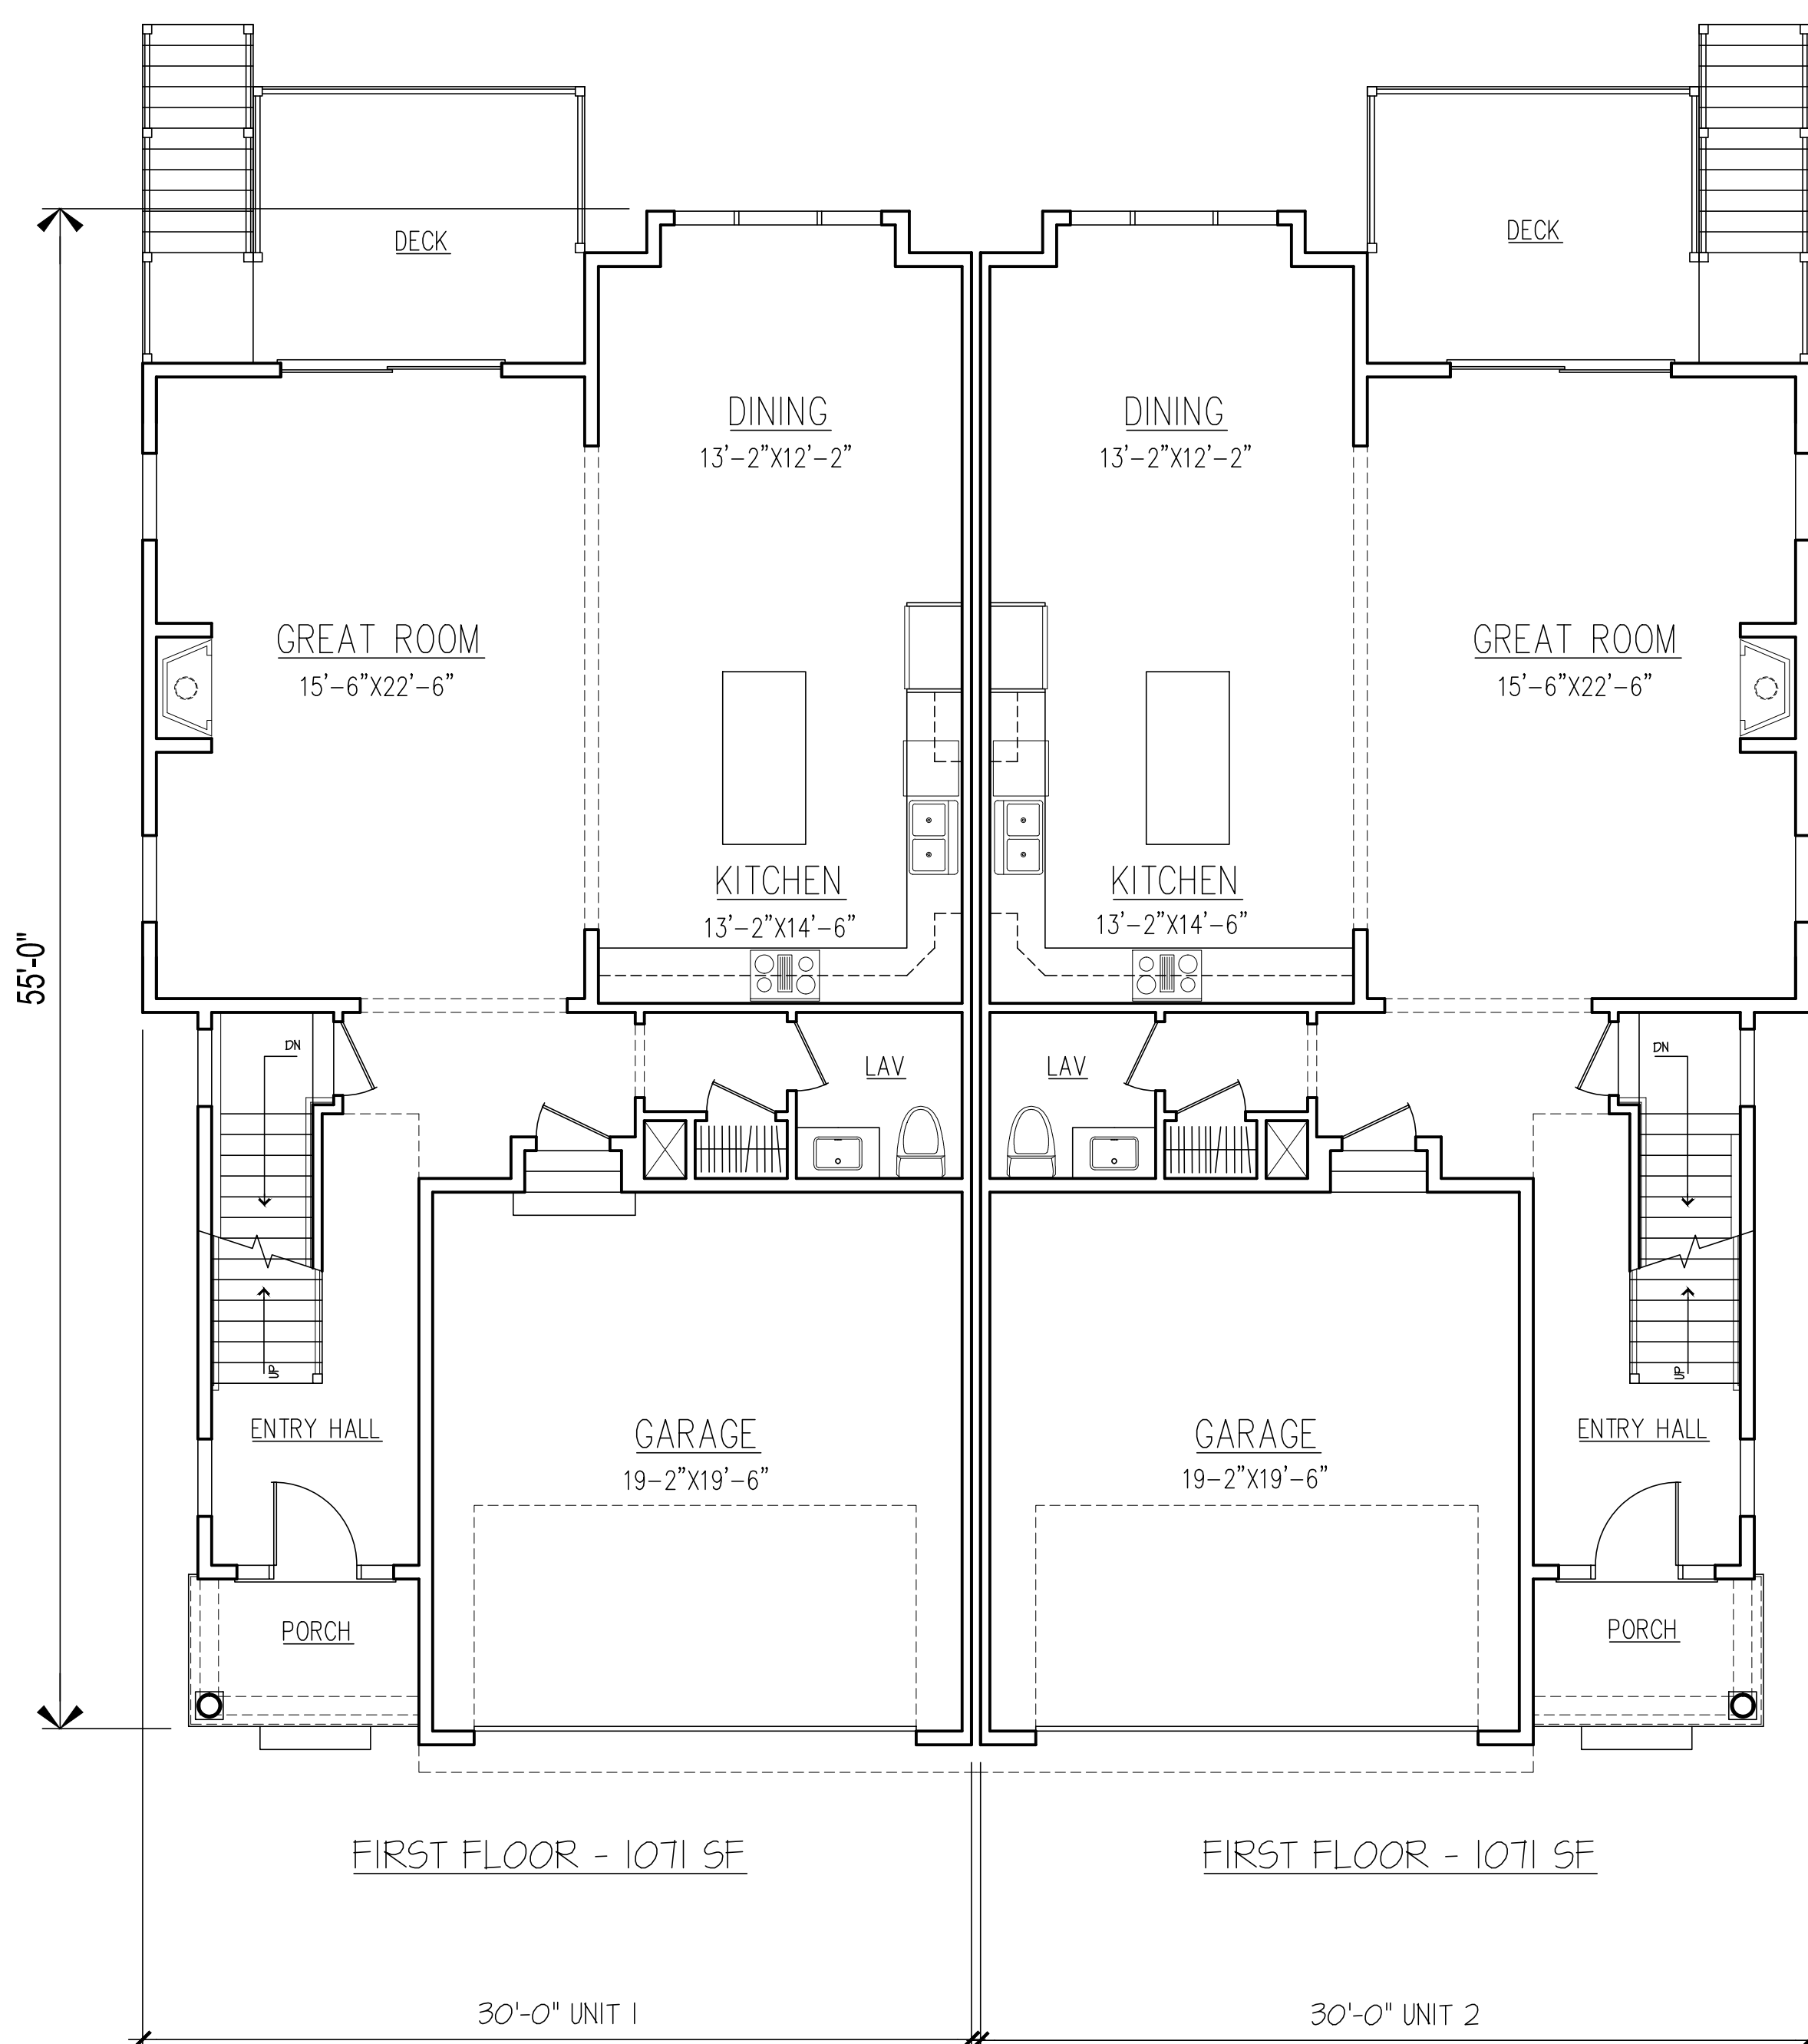 DECK
DECK
DINING
13'-2"X12'-2"
DINING
13'-2"X12'-2"
GREAT ROOM
15'-6"X22'-6"
GREAT ROOM
15'-6"X22'-6"
KITCHEN
13'-2"X14'-6"
KITCHEN
13'-2"X14'-6"
55'-0"
DN
LAV
LAV
DN
UP
UP
ENTRY HALL
GARAGE
19-2"X19'-6"
GARAGE
19-2"X19'-6"
ENTRY HALL
PORCH
PORCH
FIRST FLOOR - 1071 SF
FIRST FLOOR - 1071 SF
30'-0" UNIT 1
30'-0" UNIT 2